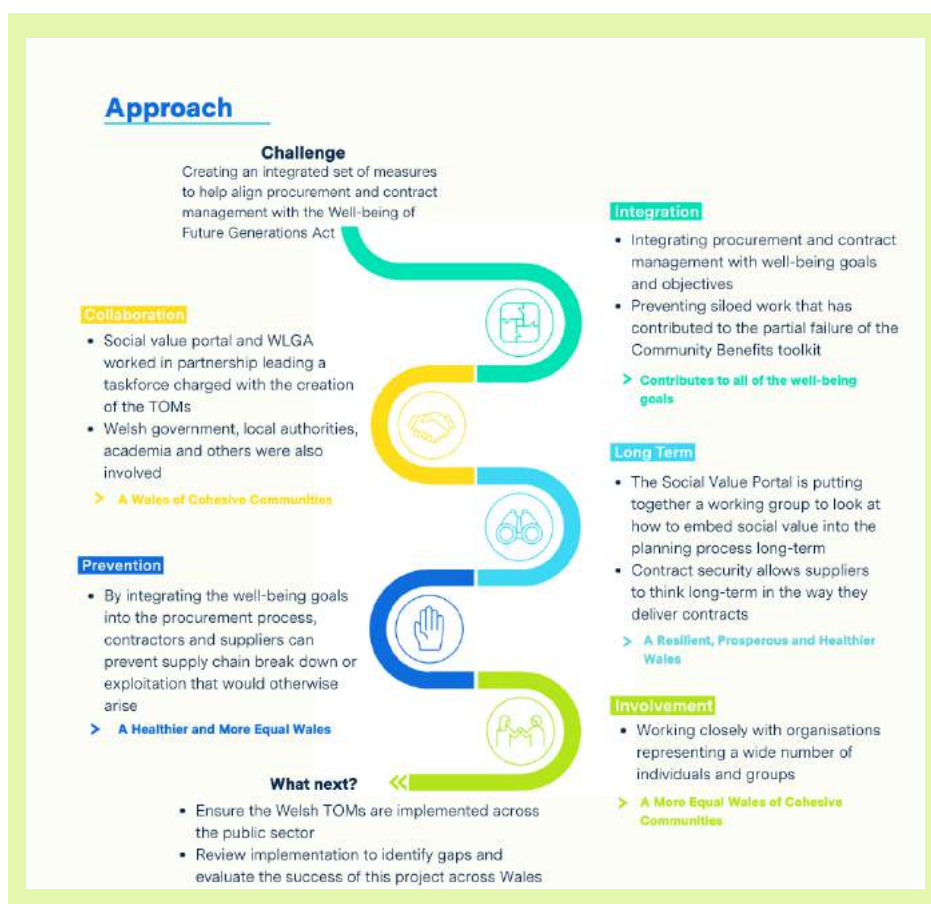 Approach
Challenge
Creating an integrated set of measures
to help align procurement and contract
management with the Well-being of
Future Generations Act
Integration
• Integrating procurement and contract
management with well-being goals
and objectives
• Preventing siloed work that has
contributed to the partial failure of the
Community Benefits toolkit
> Contributes to all of the well-being
goals
Collaboration
• Social value portal and WLGA
worked in partnership leading a
taskforce charged with the creation
of the TOMs
• Welsh government, local authorities,
academia and others were also
involved
> A Wales of Cohesive Communities
Long Term
• The Social Value Portal is putting
together a working group to look at
how to embed social value into the
planning process long-term
• Contract security allows suppliers
to think long-term in the way they
deliver contracts
> A Resilient, Prosperous and Healthier
Wales
Prevention
• By integrating the well-being goals
into the procurement process,
contractors and suppliers can
prevent supply chain break down or
exploitation that would otherwise
arise
> A Healthier and More Equal Wales
Involvement
• Working closely with organisations
representing a wide number of
individuals and groups
> A More Equal Wales of Cohesive
Communities
What next?
• Ensure the Welsh TOMs are implemented across
the public sector
• Review implementation to identify gaps and
evaluate the success of this project across Wales